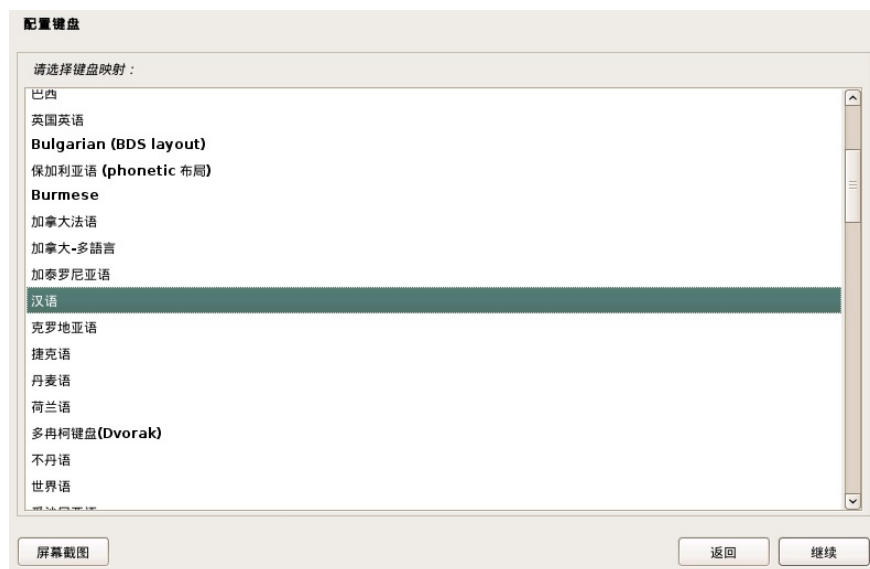 配置键盘
请选择键盘映射：
巴西
英国英语
Bulgarian (BDS layout)
保加利亚语 (phonetic 布局)
Burmese
加拿大法语
加拿大-多語言
加泰罗尼亚语
汉语
克罗地亚语
捷克语
丹麦语
荷兰语
多冉柯键盘(Dvorak)
不丹语
世界语
屏幕截图
返回
继续